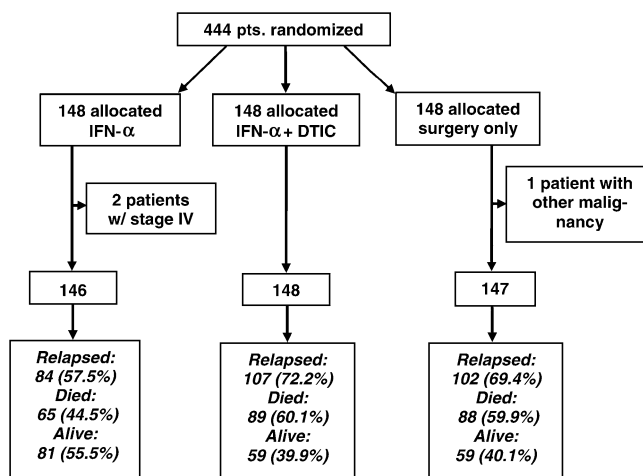 444 pts. randomized
148 allocated
IFN-α
148 allocated
IFN-α + DTIC
148 allocated
surgery only
2 patients
w/ stage IV
1 patient with
other malig-
nancy
146
148
147
Relapsed:
84 (57.5%)
Died:
65 (44.5%)
Alive:
81 (55.5%)
Relapsed:
107 (72.2%)
Died:
89 (60.1%)
Alive:
59 (39.9%)
Relapsed:
102 (69.4%)
Died:
88 (59.9%)
Alive:
59 (40.1%)